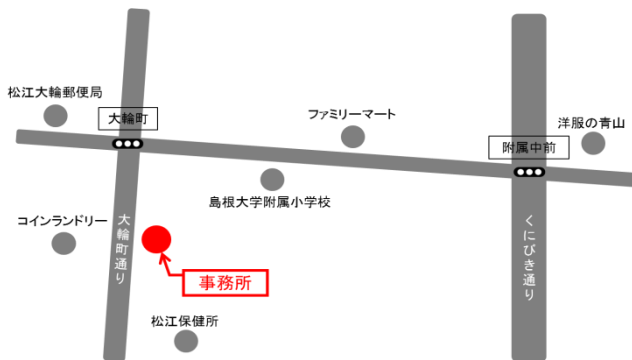 松江大輪郵便局
大輪町
ファミリーマート
洋服の青山
附属中前
島根大学附属小学校
コインランドリー
大輪町通り
くにびき通り
事務所
松江保健所